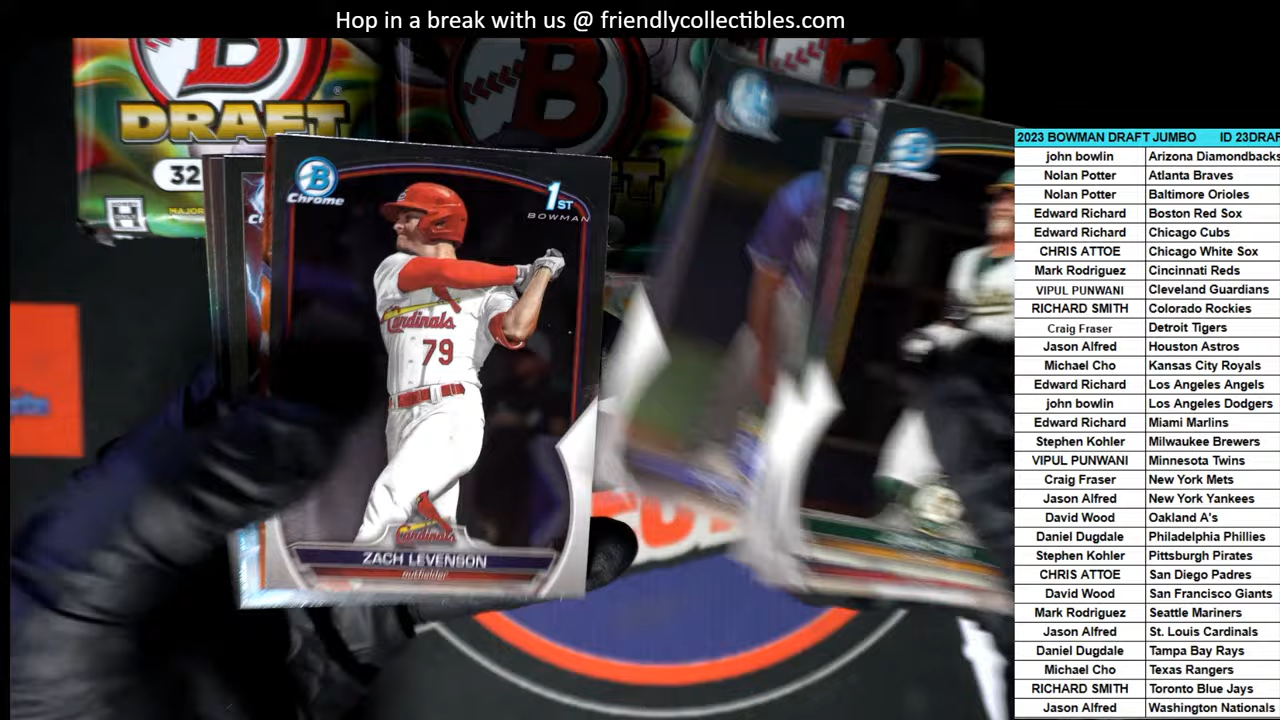 Hop in a break with us @ friendlycollectibles.com
B
DRAFT
®
32
HOBBY ONLY
MAJOR
B
Chrome
1ST
BOWMAN
Cardinals
79
Cardinals
ZACH LEVENSON
outfielder
2023 BOWMAN DRAFT JUMBO ID 23DRAF
john bowlin Arizona Diamondbacks
Nolan Potter Atlanta Braves
Nolan Potter Baltimore Orioles
Edward Richard Boston Red Sox
Edward Richard Chicago Cubs
CHRIS ATTOE Chicago White Sox
Mark Rodriguez Cincinnati Reds
VIPUL PUNWANI Cleveland Guardians
RICHARD SMITH Colorado Rockies
Craig Fraser Detroit Tigers
Jason Alfred Houston Astros
Michael Cho Kansas City Royals
Edward Richard Los Angeles Angels
john bowlin Los Angeles Dodgers
Edward Richard Miami Marlins
Stephen Kohler Milwaukee Brewers
VIPUL PUNWANI Minnesota Twins
Craig Fraser New York Mets
Jason Alfred New York Yankees
David Wood Oakland A's
Daniel Dugdale Philadelphia Phillies
Stephen Kohler Pittsburgh Pirates
CHRIS ATTOE San Diego Padres
David Wood San Francisco Giants
Mark Rodriguez Seattle Mariners
Jason Alfred St. Louis Cardinals
Daniel Dugdale Tampa Bay Rays
Michael Cho Texas Rangers
RICHARD SMITH Toronto Blue Jays
Jason Alfred Washington Nationals